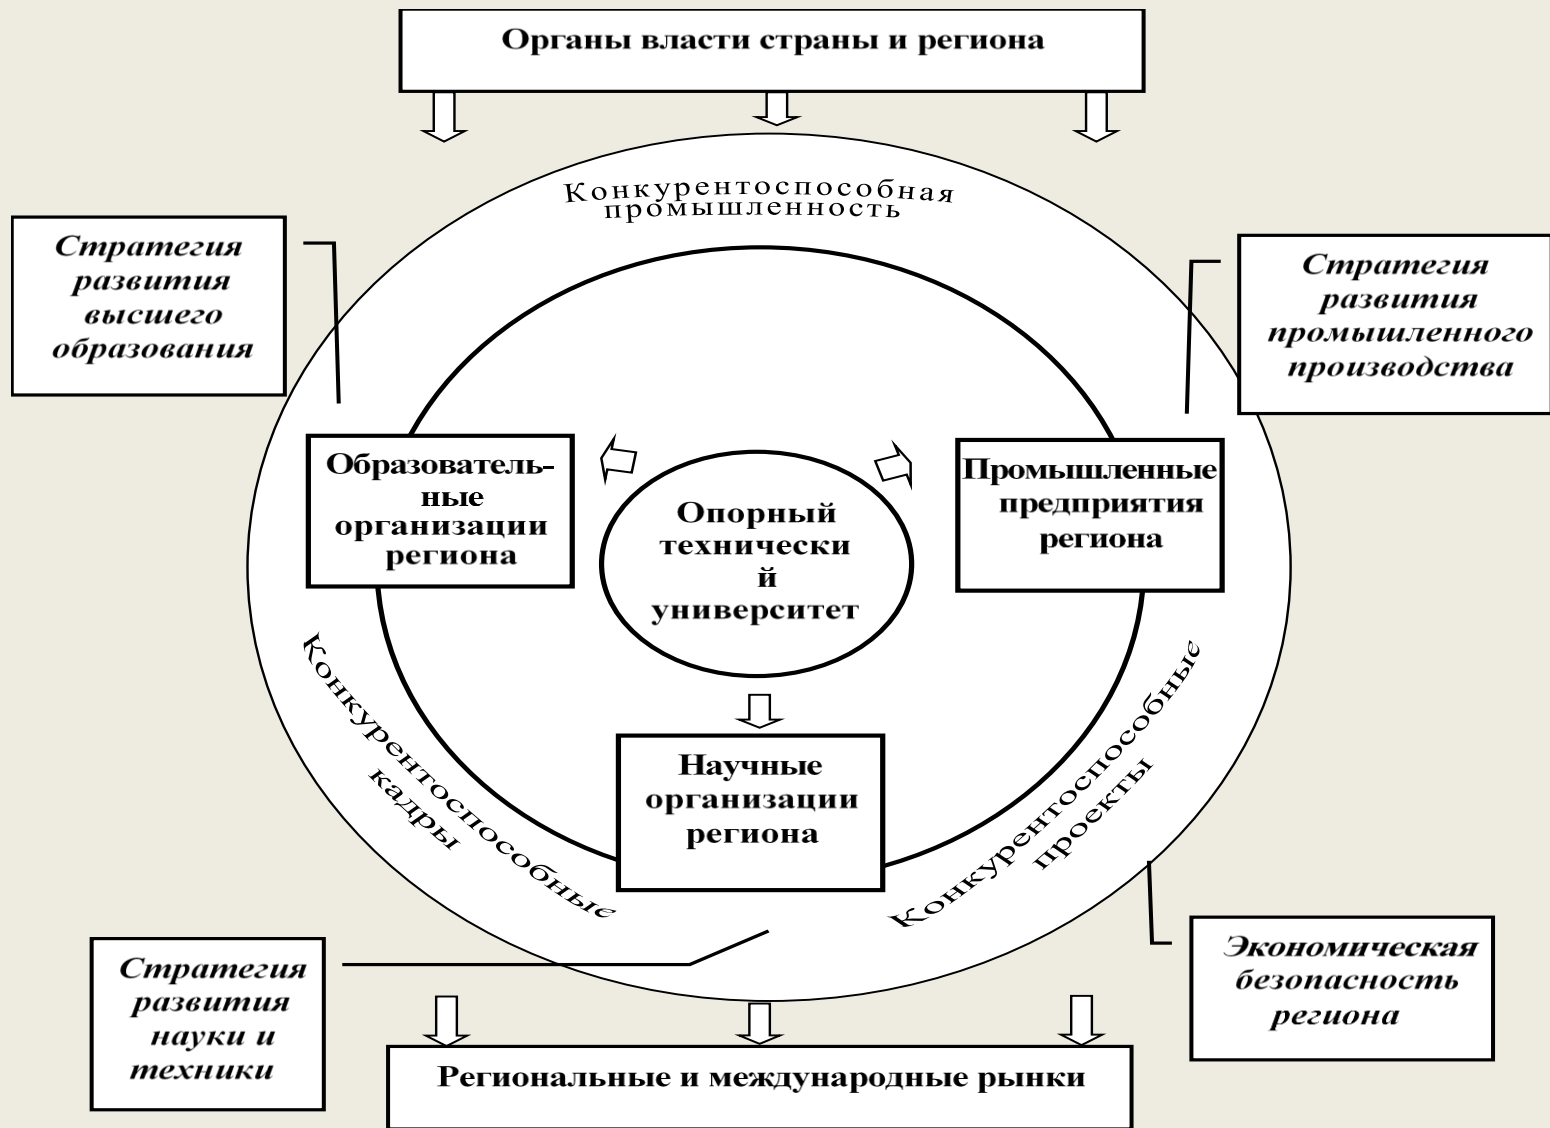 Органы власти страны и региона
Конкурентоспособная
промышленность
Стратегия
развития
высшего
образования
Стратегия
развития
промышленного
производства
Образователь-
ные
организации
региона
Опорный
технически
й
университет
Промышленные
предприятия
региона
Конкурентоспособные
кадры
Научные
организации
региона
Конкурентоспособные
проекты
Стратегия
развития
науки и
техники
Экономическая
безопасность
региона
Региональные и международные рынки